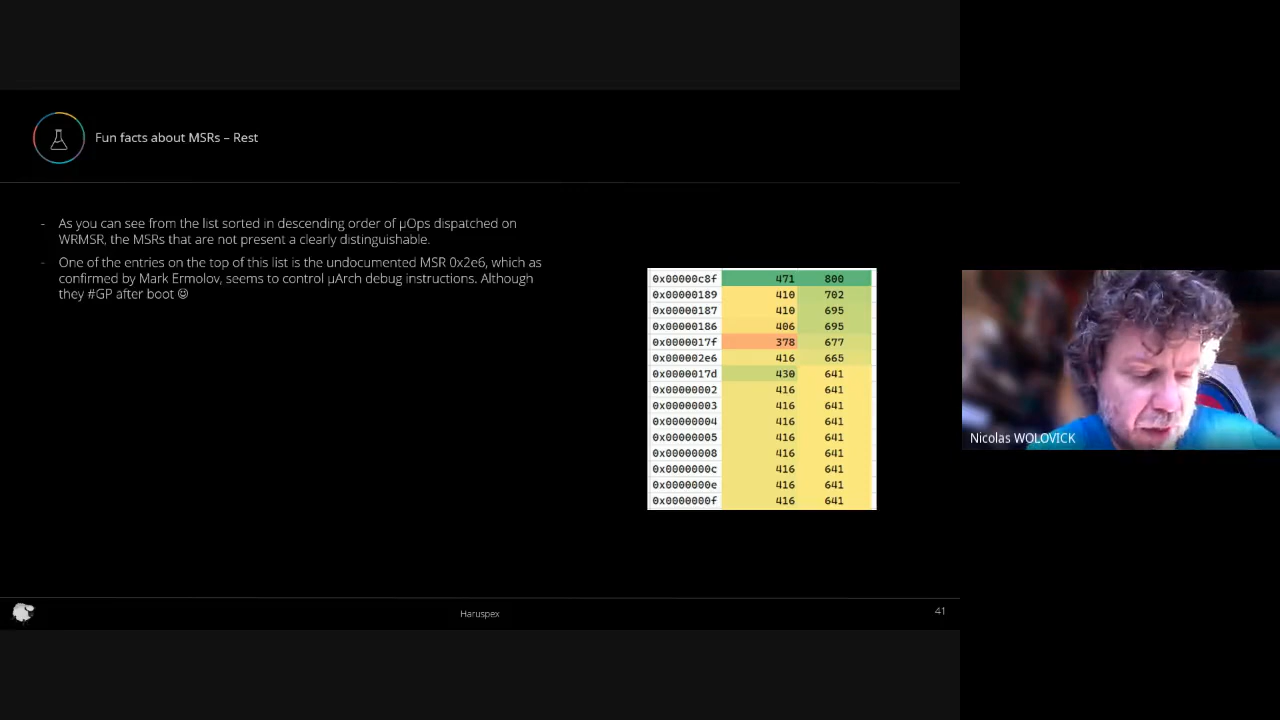 Fun facts about MSRs – Rest
- As you can see from the list sorted in descending order of µOps dispatched on
WRMSR, the MSRs that are not present a clearly distinguishable.
- One of the entries on the top of this list is the undocumented MSR 0x2e6, which as
confirmed by Mark Ermolov, seems to control µArch debug instructions. Although
they #GP after boot ☺
0x00000c8f 471 800
0x00000189 410 702
0x00000187 410 695
0x00000186 406 695
0x0000017f 378 677
0x000002e6 416 665
0x0000017d 430 641
0x00000002 416 641
0x00000003 416 641
0x00000004 416 641
0x00000005 416 641
0x00000008 416 641
0x0000000c 416 641
0x0000000e 416 641
0x0000000f 416 641
Nicolas WOLOVICK
Haruspex
41